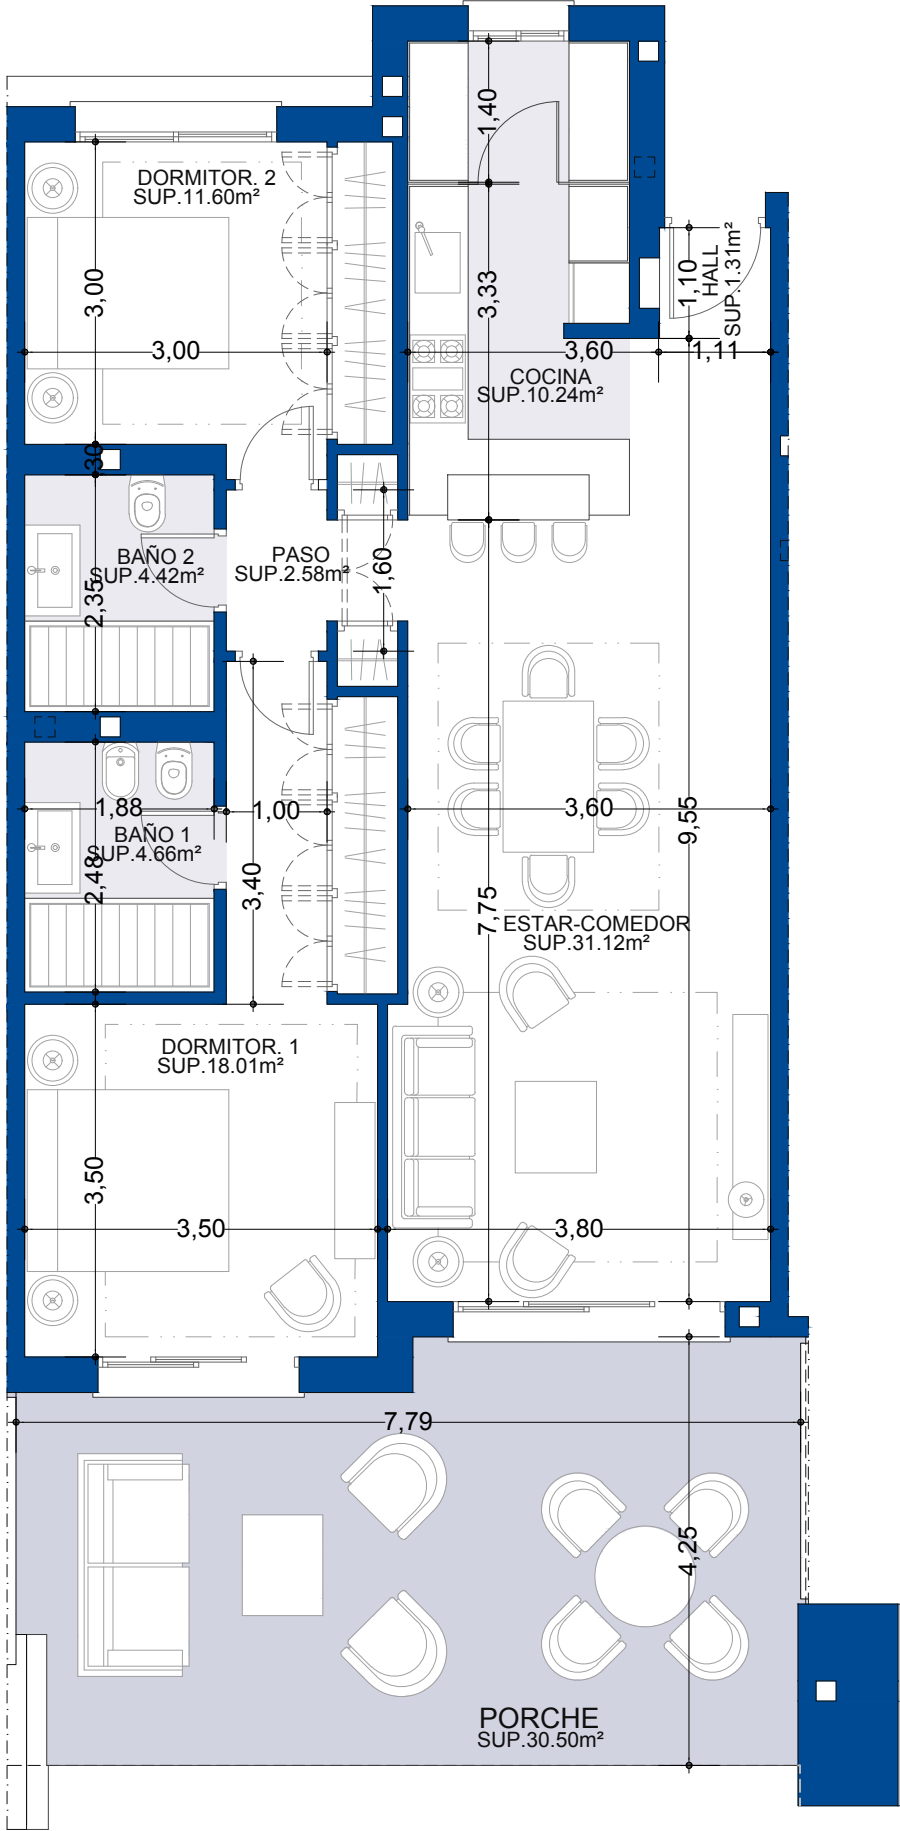 1,40
DORMITOR. 2
SUP.11.60m²
3,00
3,00
3,33
1,10
HALL
SUP.1.31m²
3,60
1,11
COCINA
SUP.10.24m²
30
BAÑO 2
SUP.4.42m²
2,35
PASO
SUP.2.58m²
1,60
1,88
1,00
3,60
9,55
BAÑO 1
SUP.4.66m²
2,48
3,40
7,75
ESTAR-COMEDOR
SUP.31.12m²
DORMITOR. 1
SUP.18.01m²
3,50
3,50
3,80
7,79
4,25
PORCHE
SUP.30.50m²